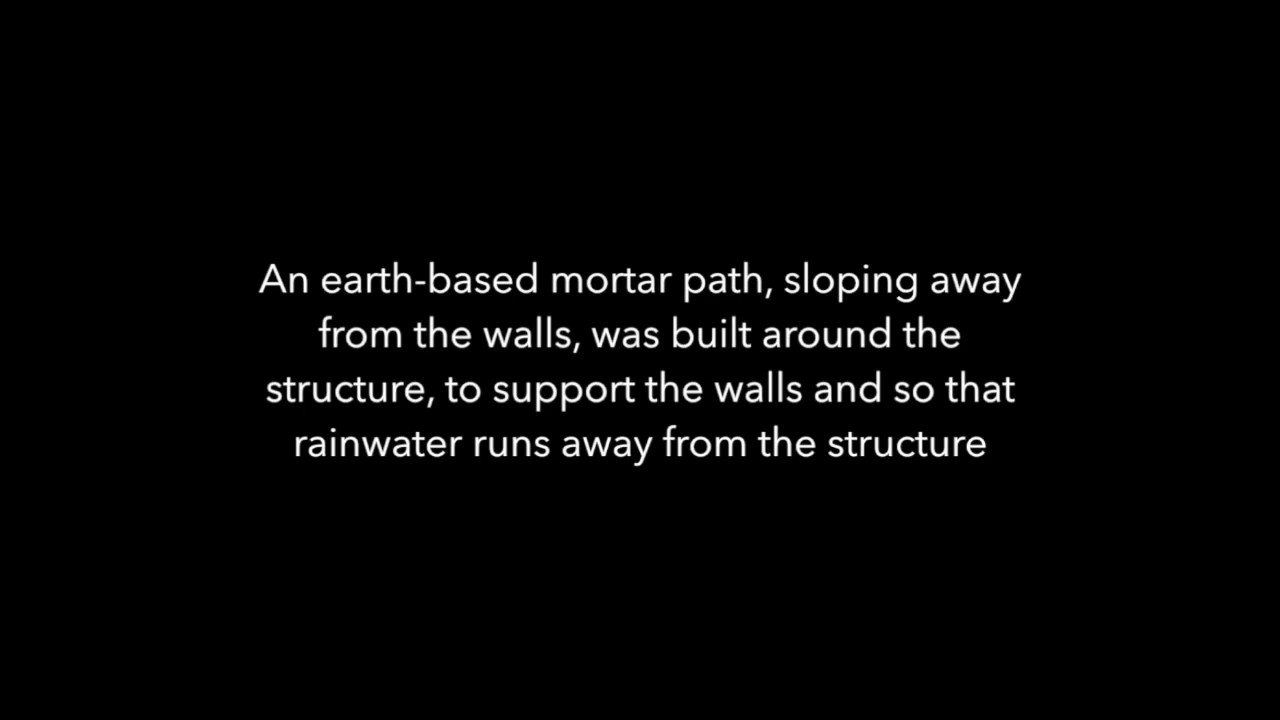 An earth-based mortar path, sloping away
from the walls, was built around the
structure, to support the walls and so that
rainwater runs away from the structure